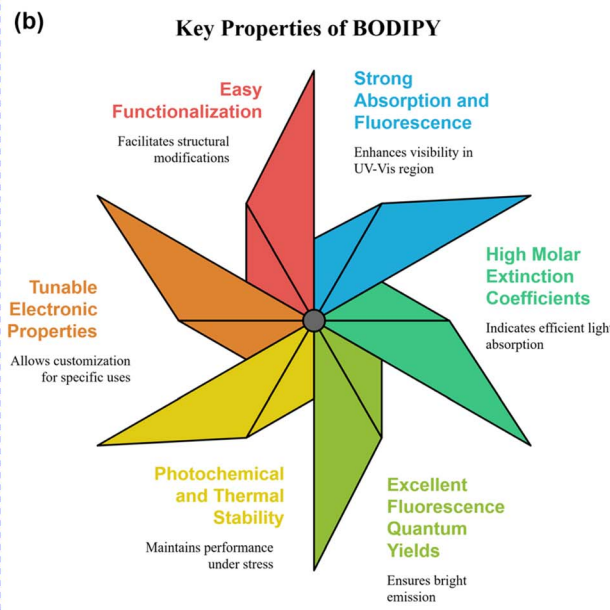 (b)
Key Properties of BODIPY
Easy
Functionalization
Facilitates structural
modifications
Strong
Absorption and
Fluorescence
Enhances visibility in
UV-Vis region
High Molar
Extinction
Coefficients
Indicates efficient light
absorption
Tunable
Electronic
Properties
Allows customization
for specific uses
Photochemical
and Thermal
Stability
Maintains performance
under stress
Excellent
Fluorescence
Quantum
Yields
Ensures bright
emission